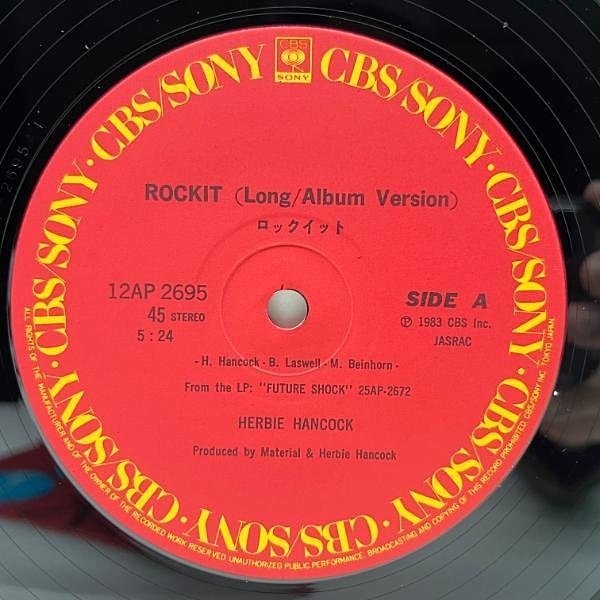 CBS/SONY · CBS/SONY · CBS/SONY · CBS/SONY · CBS/SONY · CBS/SONY · CBS/SONY · CBS/SONY
CBS
SONY
ROCKIT (Long/Album Version)
ロックイット
12AP 2695
45 STEREO
5:24
SIDE A
Ⓟ 1983 CBS Inc.
JASRAC
- H. Hancock - B. Laswell - M. Beinhorn -
From the LP: "FUTURE SHOCK" 25AP-2672
HERBIE HANCOCK
Produced by Material & Herbie Hancock
ALL RIGHTS OF THE MANUFACTURER AND OF THE OWNER OF THE RECORDED WORK RESERVED UNAUTHORIZED PUBLIC PERFORMANCE, BROADCASTING AND COPYING OF THIS RECORD PROHIBITED CBS/SONY INC. TOKYO JAPAN.